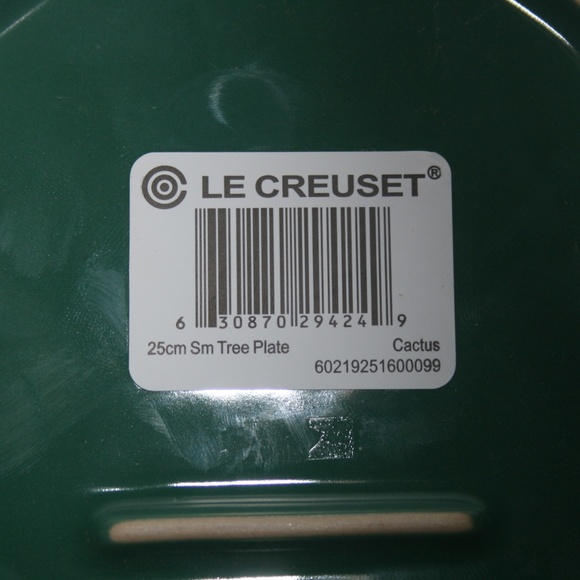 LE CREUSET®
6 30870 29424 9
25cm Sm Tree Plate
Cactus
60219251600099